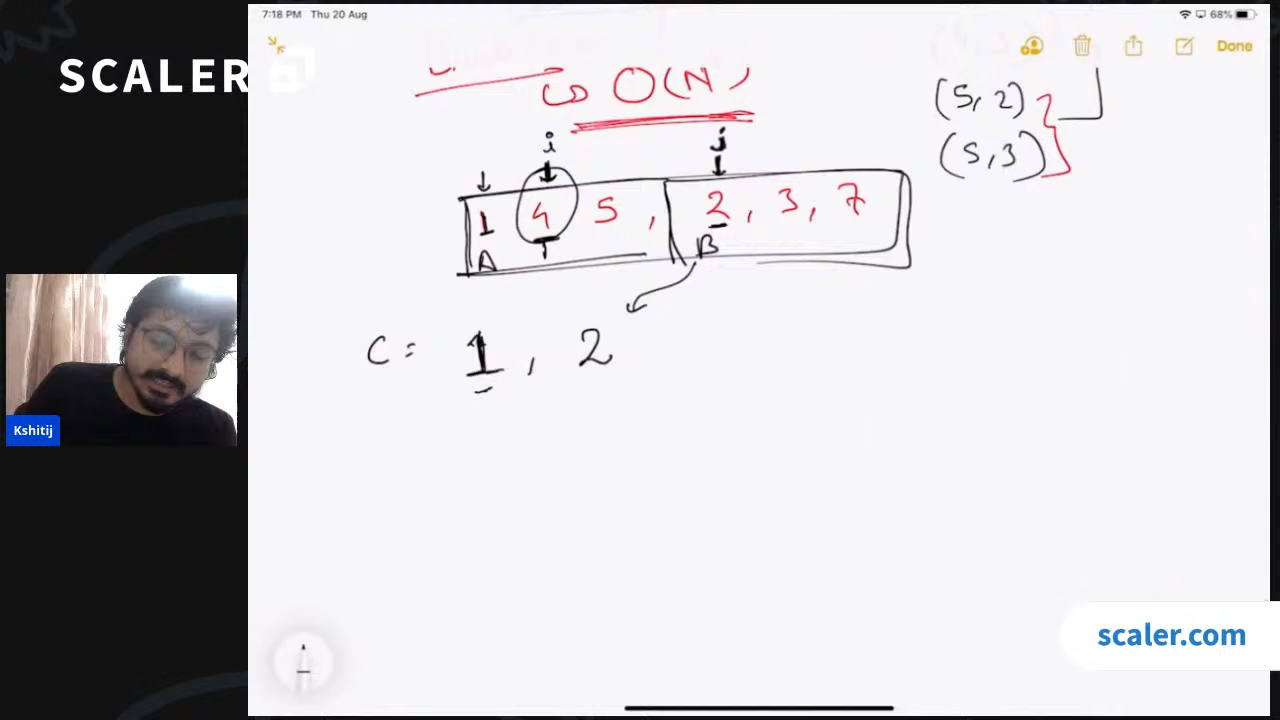 7:18 PM Thu 20 Aug
68%
SCALER
Done
O(N)
(5, 2)
(5, 3)
i
j
1 4 5 , 2 , 3 , 7
A
B
C = 1 , 2
Kshitij
scaler.com